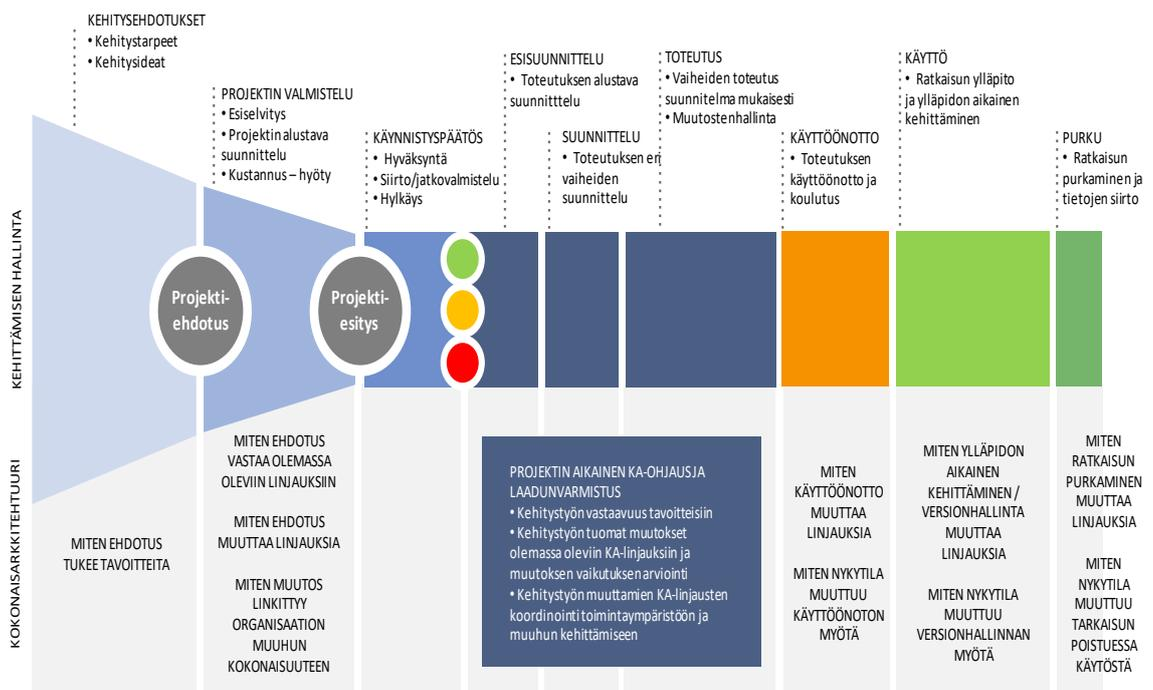 KEHITYSEHDOTUKSET
• Kehitystarpeet
• Kehitysideat
PROJEKTIN VALMISTELU
• Esiselvitys
• Projektin alustava
suunnittelu
• Kustannus – hyöty
KÄYNNISTYSPÄÄTÖS
• Hyväksyntä
• Siirto/jatkovalmistelu
• Hylkäys
ESISUUNNITTELU
• Toteutuksen alustava
suunntittelu
SUUNNITTELU
• Toteutuksen eri
vaiheiden
suunnittelu
TOTEUTUS
• Vaiheiden toteutus
suunnitelma mukaisesti
• Muutostenhallinta
KÄYTTÖÖNOTTO
• Toteutuksen
käyttöönotto ja
koulutus
KÄYTTÖ
• Ratkaisun ylläpito
ja ylläpidon aikainen
kehittäminen
PURKU
• Ratkaisun
purkaminen ja
tietojen siirto
KEHITTÄMISEN HALLINTA
Projekti-
ehdotus
Projekti-
esitys
KOKONAISARKKITEHTUURI
MITEN EHDOTUS
TUKEE TAVOITTEITA
MITEN EHDOTUS
VASTAA OLEMASSA
OLEVIIN LINJAUKSIIN
MITEN EHDOTUS
MUUTTAA LINJAUKSIA
MITEN MUUTOS
LINKITTYY
ORGANISAATION
MUUHUN
KOKONAISUUTEEN
PROJEKTIN AIKAINEN KA-OHJAUS JA
LAADUNVARMISTUS
• Kehitystyön vastaavuus tavoitteisiin
• Kehitystyön tuomat muutokset
olemassa oleviin KA-linjauksiin ja
muutoksen vaikutuksen arviointi
• Kehitystyön muuttamien KA-linjausten
koordinointi toimintaympäristöön ja
muuhun kehittämiseen
MITEN
KÄYTTÖÖNOTTO
MUUTTAA
LINJAUKSIA
MITEN NYKYTILA
MUUTTUU
KÄYTTÖÖNOTON
MYÖTÄ
MITEN YLLÄPIDON
AIKAINEN
KEHITTÄMINEN /
VERSIONHALLINTA
MUUTTAA
LINJAUKSIA
MITEN NYKYTILA
MUUTTUU
VERSIONHALLINNAN
MYÖTÄ
MITEN
RATKAISUN
PURKAMINEN
MUUTTAA
LINJAUKSIA
MITEN
NYKYTILA
MUUTTUU
TARKAISUN
POISTUESSA
KÄYTÖSTÄ